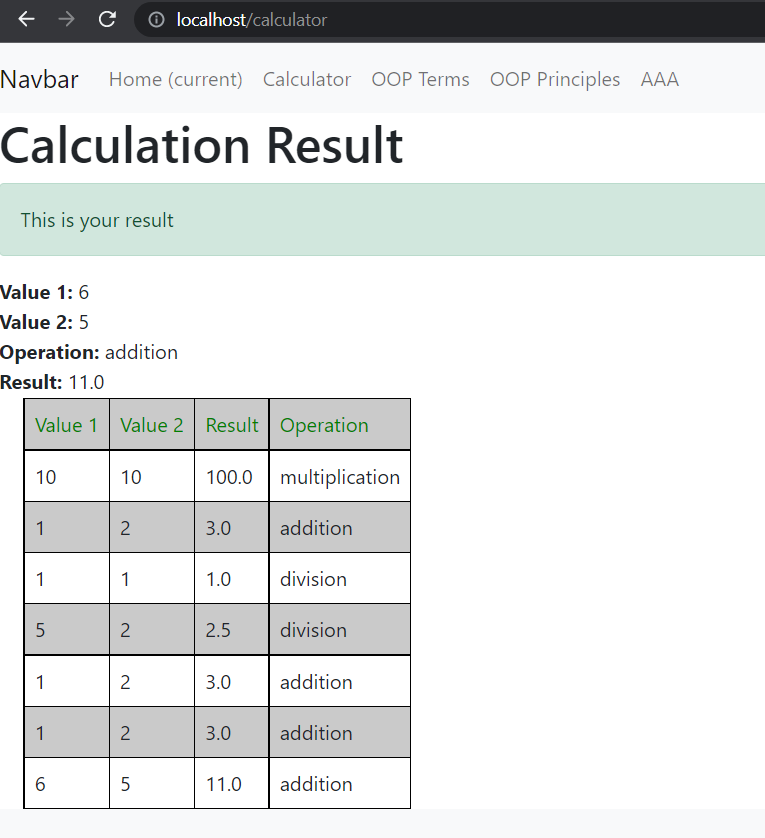 localhost/calculator
Navbar Home (current) Calculator OOP Terms OOP Principles AAA
Calculation Result
This is your result
Value 1: 6
Value 2: 5
Operation: addition
Result: 11.0
Value 1 Value 2 Result Operation
10 10 100.0 multiplication
1 2 3.0 addition
1 1 1.0 division
5 2 2.5 division
1 2 3.0 addition
1 2 3.0 addition
6 5 11.0 addition